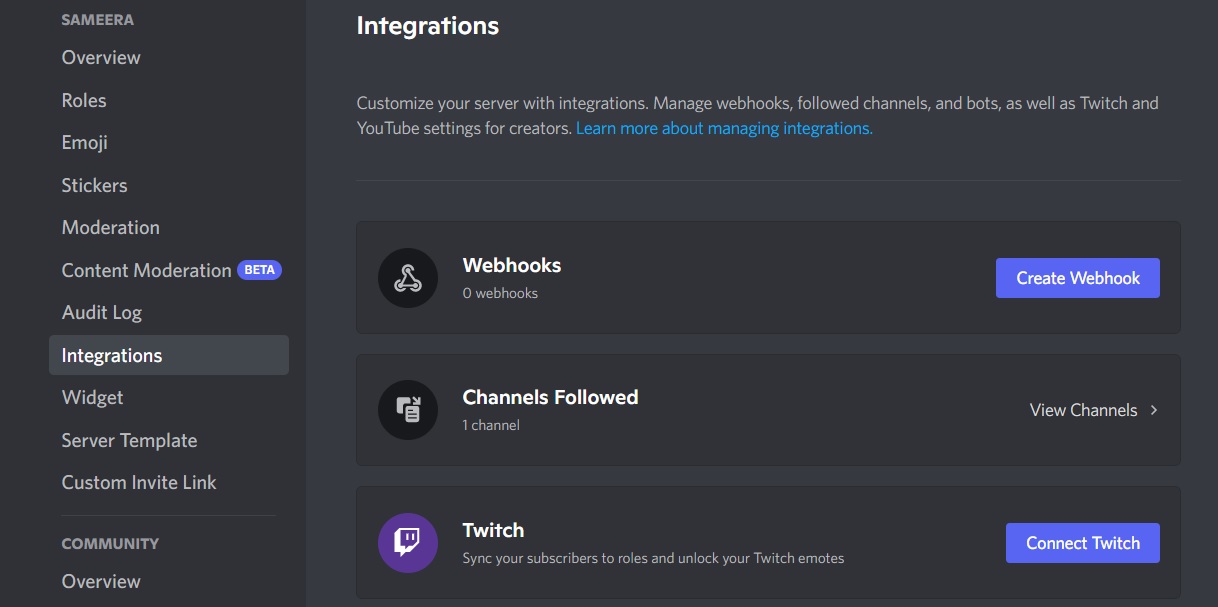 SAMEERA
Overview
Roles
Emoji
Stickers
Moderation
Content Moderation BETA
Audit Log
Integrations
Widget
Server Template
Custom Invite Link
COMMUNITY
Overview
Integrations
Customize your server with integrations. Manage webhooks, followed channels, and bots, as well as Twitch and
YouTube settings for creators. Learn more about managing integrations.
Webhooks
0 webhooks
Create Webhook
Channels Followed
1 channel
View Channels
Twitch
Sync your subscribers to roles and unlock your Twitch emotes
Connect Twitch